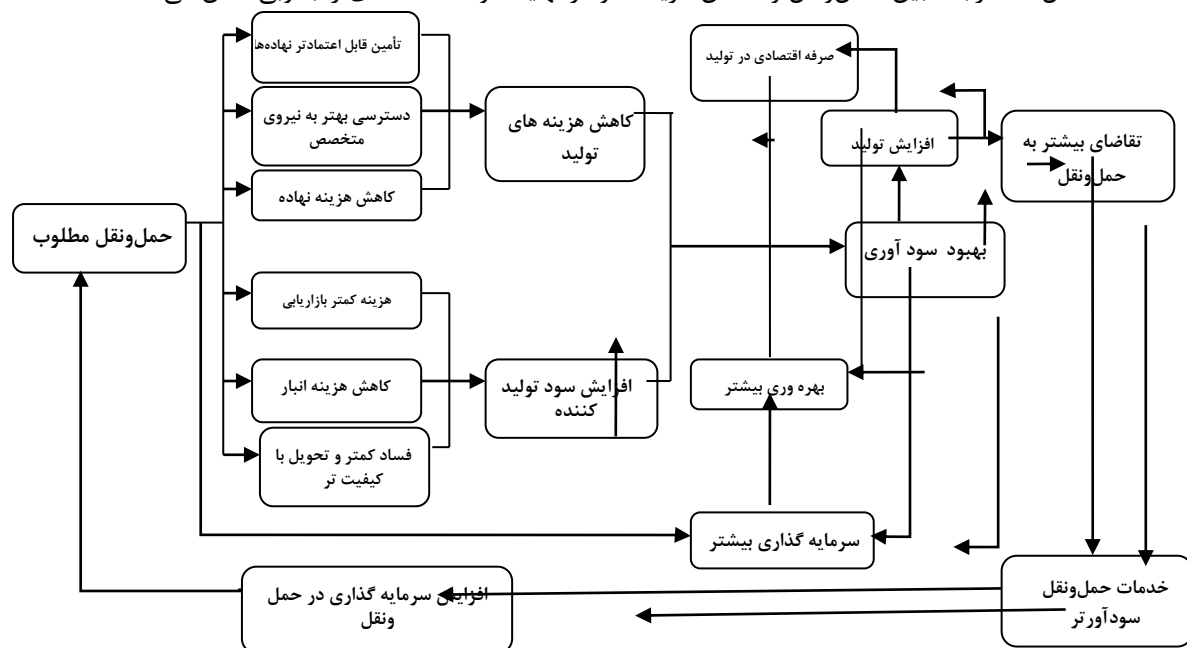 تأمین قابل اعتمادتر نهاده‌ها
دسترسی بهتر به نیروی
متخصص
کاهش هزینه نهاده
حمل‌ونقل مطلوب
هزینه کمتر بازاریابی
کاهش هزینه انبار
فساد کمتر و تحویل با
کیفیت تر
کاهش هزینه های
تولید
افزایش سود تولید
کننده
صرفه اقتصادی در تولید
افزایش تولید
تقاضای بیشتر به
حمل‌ونقل
بهبود سود آوری
بهره وری بیشتر
سرمایه گذاری بیشتر
خدمات حمل‌ونقل
سودآورتر
افزایش سرمایه گذاری در حمل
ونقل